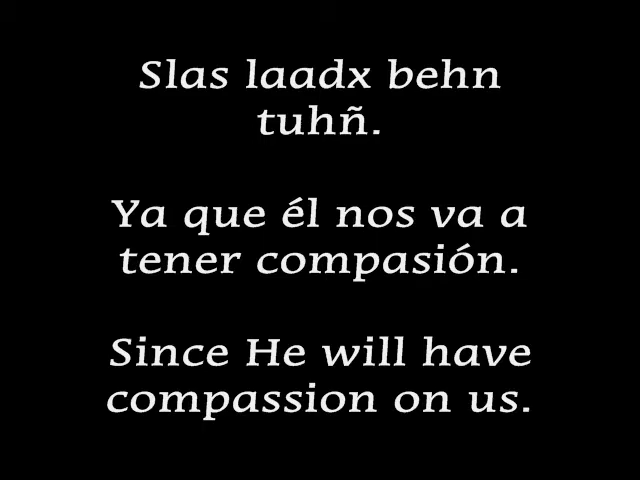 Slas laadx behn
tuhñ.
Ya que él nos va a
tener compasión.
Since He will have
compassion on us.